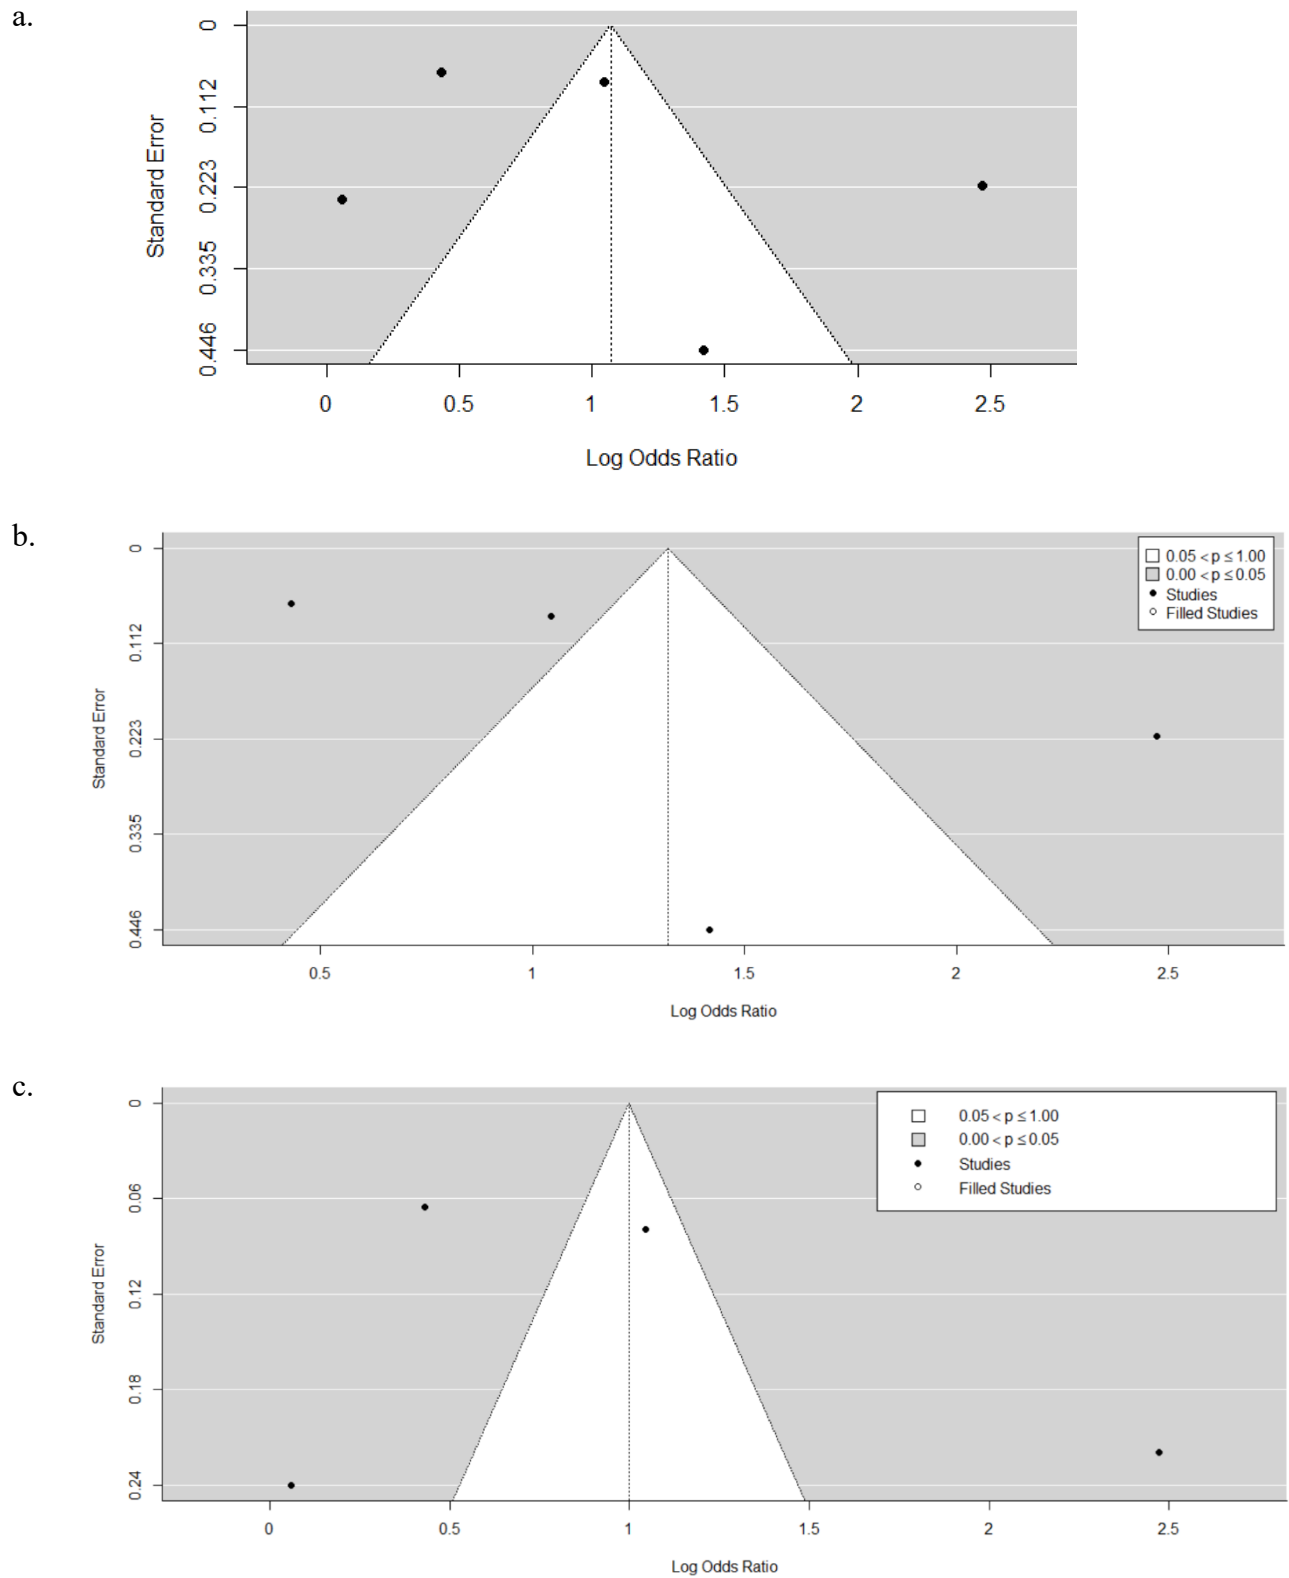 a.
0
0.112
0.223
0.335
0.446
Standard Error
0 0.5 1 1.5 2 2.5
Log Odds Ratio
b.
0
0.112
0.223
0.335
0.446
Standard Error
0.05 < p ≤ 1.00
0.00 < p ≤ 0.05
Studies
Filled Studies
0.5 1 1.5 2 2.5
Log Odds Ratio
c.
0
0.06
0.12
0.18
0.24
Standard Error
0.05 < p ≤ 1.00
0.00 < p ≤ 0.05
Studies
Filled Studies
0 0.5 1 1.5 2 2.5
Log Odds Ratio